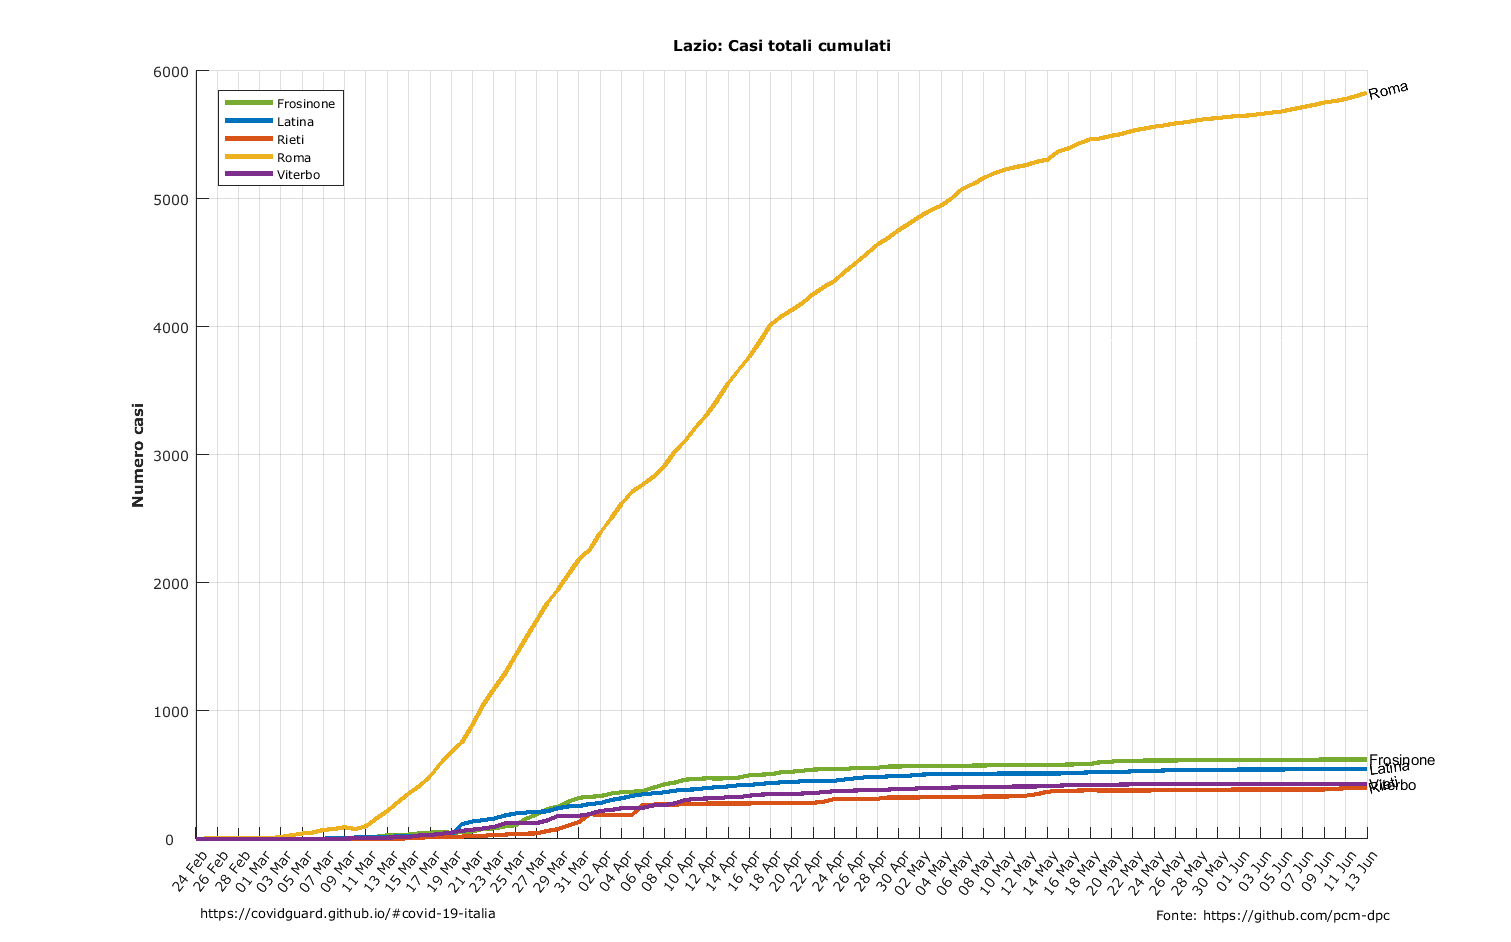 Lazio: Casi totali cumulati
6000
5000
4000
3000
2000
1000
0
Numero casi
Frosinone
Latina
Rieti
Roma
Viterbo
Roma
Frosinone
Latina
Rieti
Viterbo
24 Feb
26 Feb
28 Feb
01 Mar
03 Mar
05 Mar
07 Mar
09 Mar
11 Mar
13 Mar
15 Mar
17 Mar
19 Mar
21 Mar
23 Mar
25 Mar
27 Mar
29 Mar
31 Mar
02 Apr
04 Apr
06 Apr
08 Apr
10 Apr
12 Apr
14 Apr
16 Apr
18 Apr
20 Apr
22 Apr
24 Apr
26 Apr
28 Apr
30 Apr
02 May
04 May
06 May
08 May
10 May
12 May
14 May
16 May
18 May
20 May
22 May
24 May
26 May
28 May
30 May
01 Jun
03 Jun
05 Jun
07 Jun
09 Jun
11 Jun
13 Jun
https://covidguard.github.io/#covid-19-italia
Fonte: https://github.com/pcm-dpc